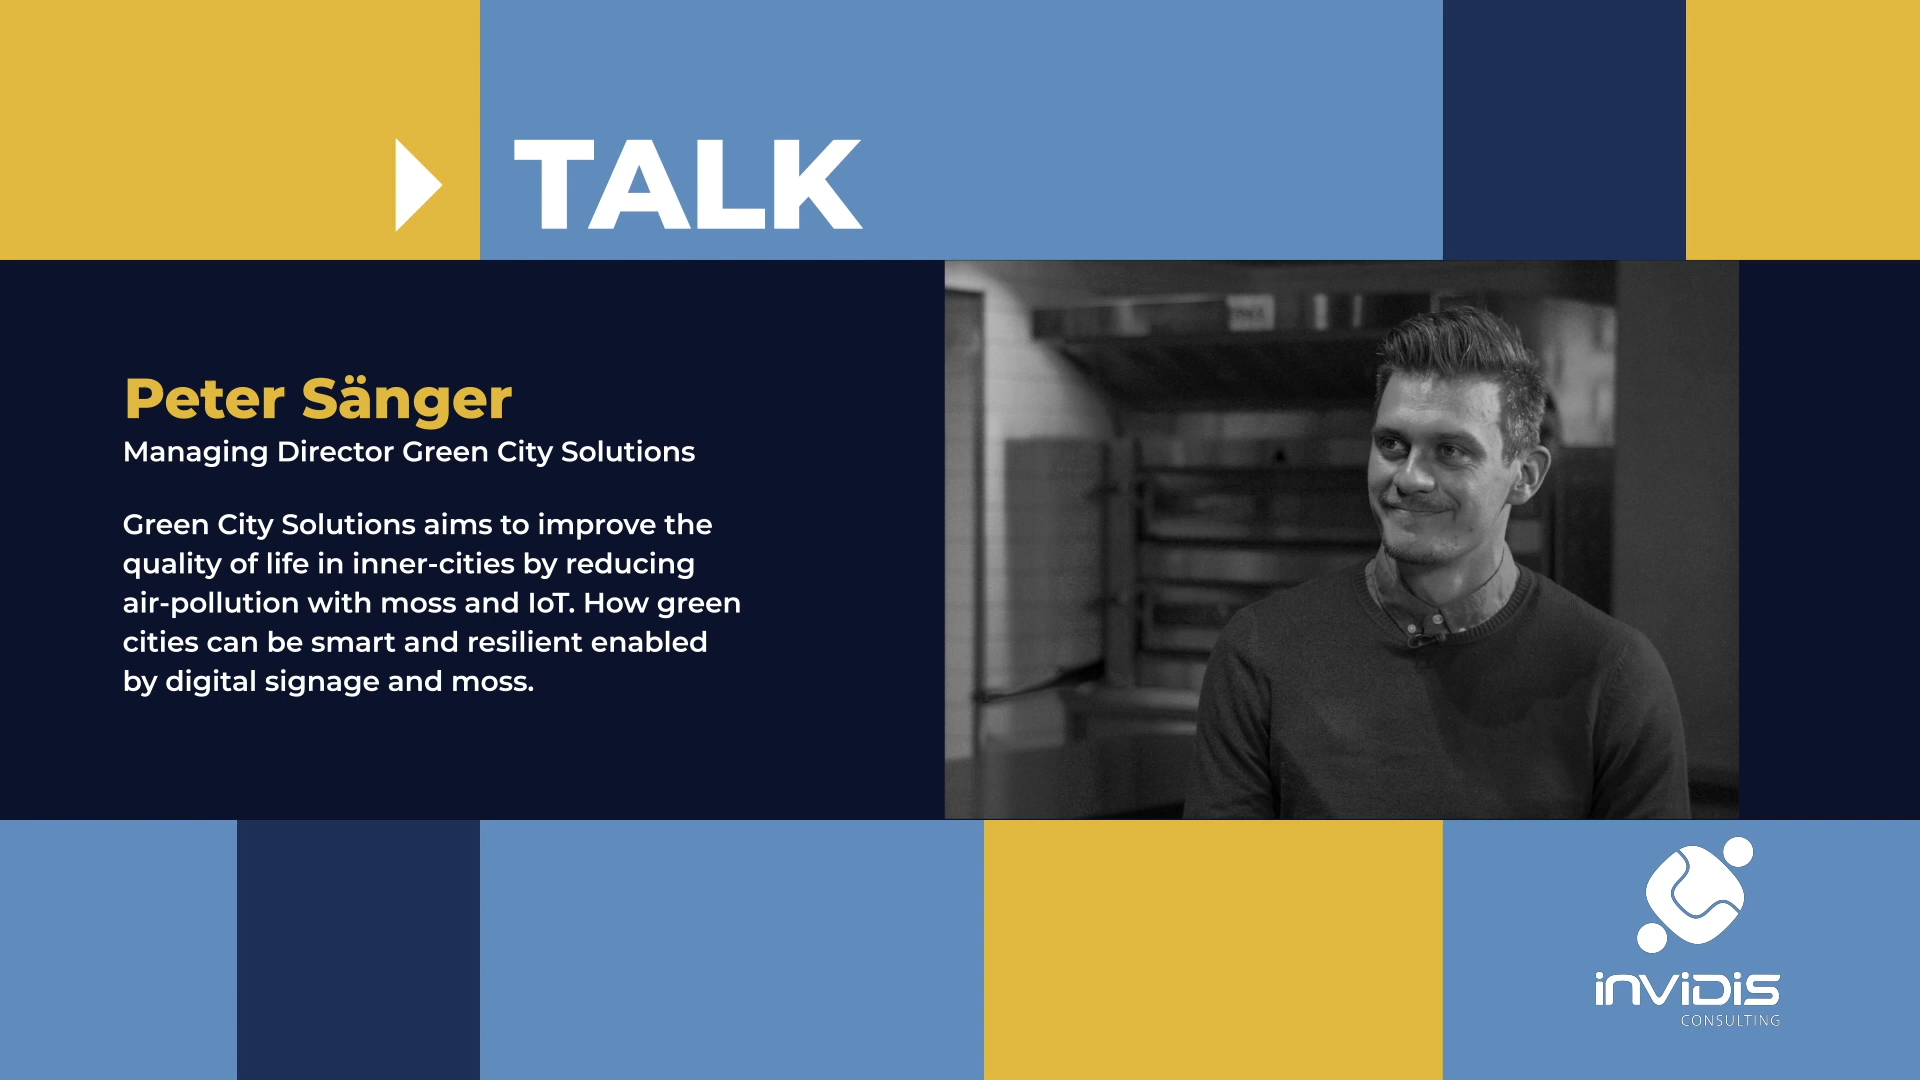 TALK
Peter Sänger
Managing Director Green City Solutions
Green City Solutions aims to improve the
quality of life in inner-cities by reducing
air-pollution with moss and IoT. How green
cities can be smart and resilient enabled
by digital signage and moss.
inViDiS
CONSULTING